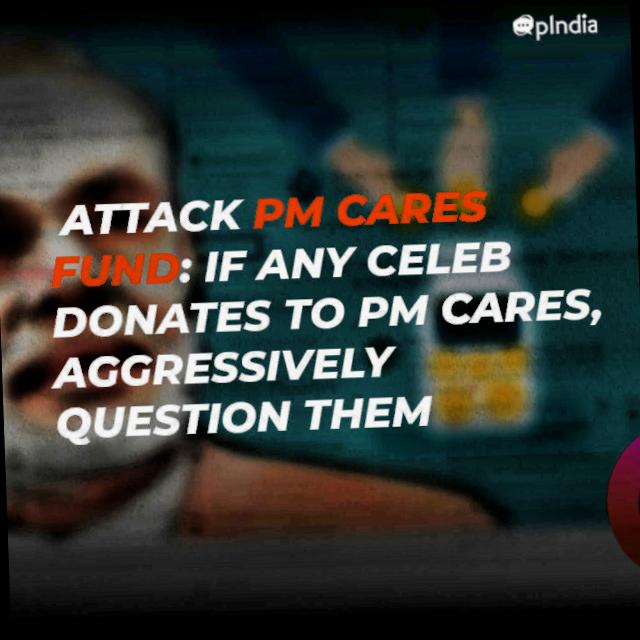 OpIndia
ATTACK PM CARES
FUND: IF ANY CELEB
DONATES TO PM CARES,
AGGRESSIVELY
QUESTION THEM